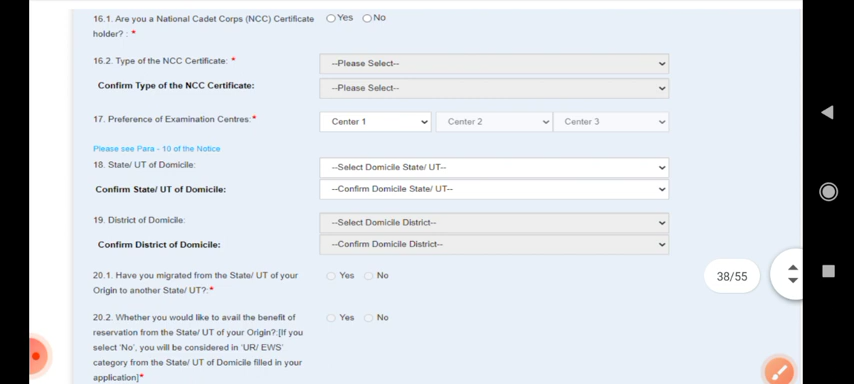 16.1. Are you a National Cadet Corps (NCC) Certificate
holder? : *
Yes
No
16.2. Type of the NCC Certificate: *
--Please Select--
Confirm Type of the NCC Certificate:
--Please Select--
17. Preference of Examination Centres:*
Center 1
Center 2
Center 3
Please see Para - 10 of the Notice
18. State/ UT of Domicile:
--Select Domicile State/ UT--
Confirm State/ UT of Domicile:
--Confirm Domicile State/ UT--
19. District of Domicile:
--Select Domicile District--
Confirm District of Domicile:
--Confirm Domicile District--
38/55
20.1. Have you migrated from the State/ UT of your
Origin to another State/ UT?:*
Yes
No
20.2. Whether you would like to avail the benefit of
reservation from the State/ UT of your Origin?:[If you
select 'No', you will be considered in 'UR/ EWS'
category from the State/ UT of Domicile filled in your
application]*
Yes
No